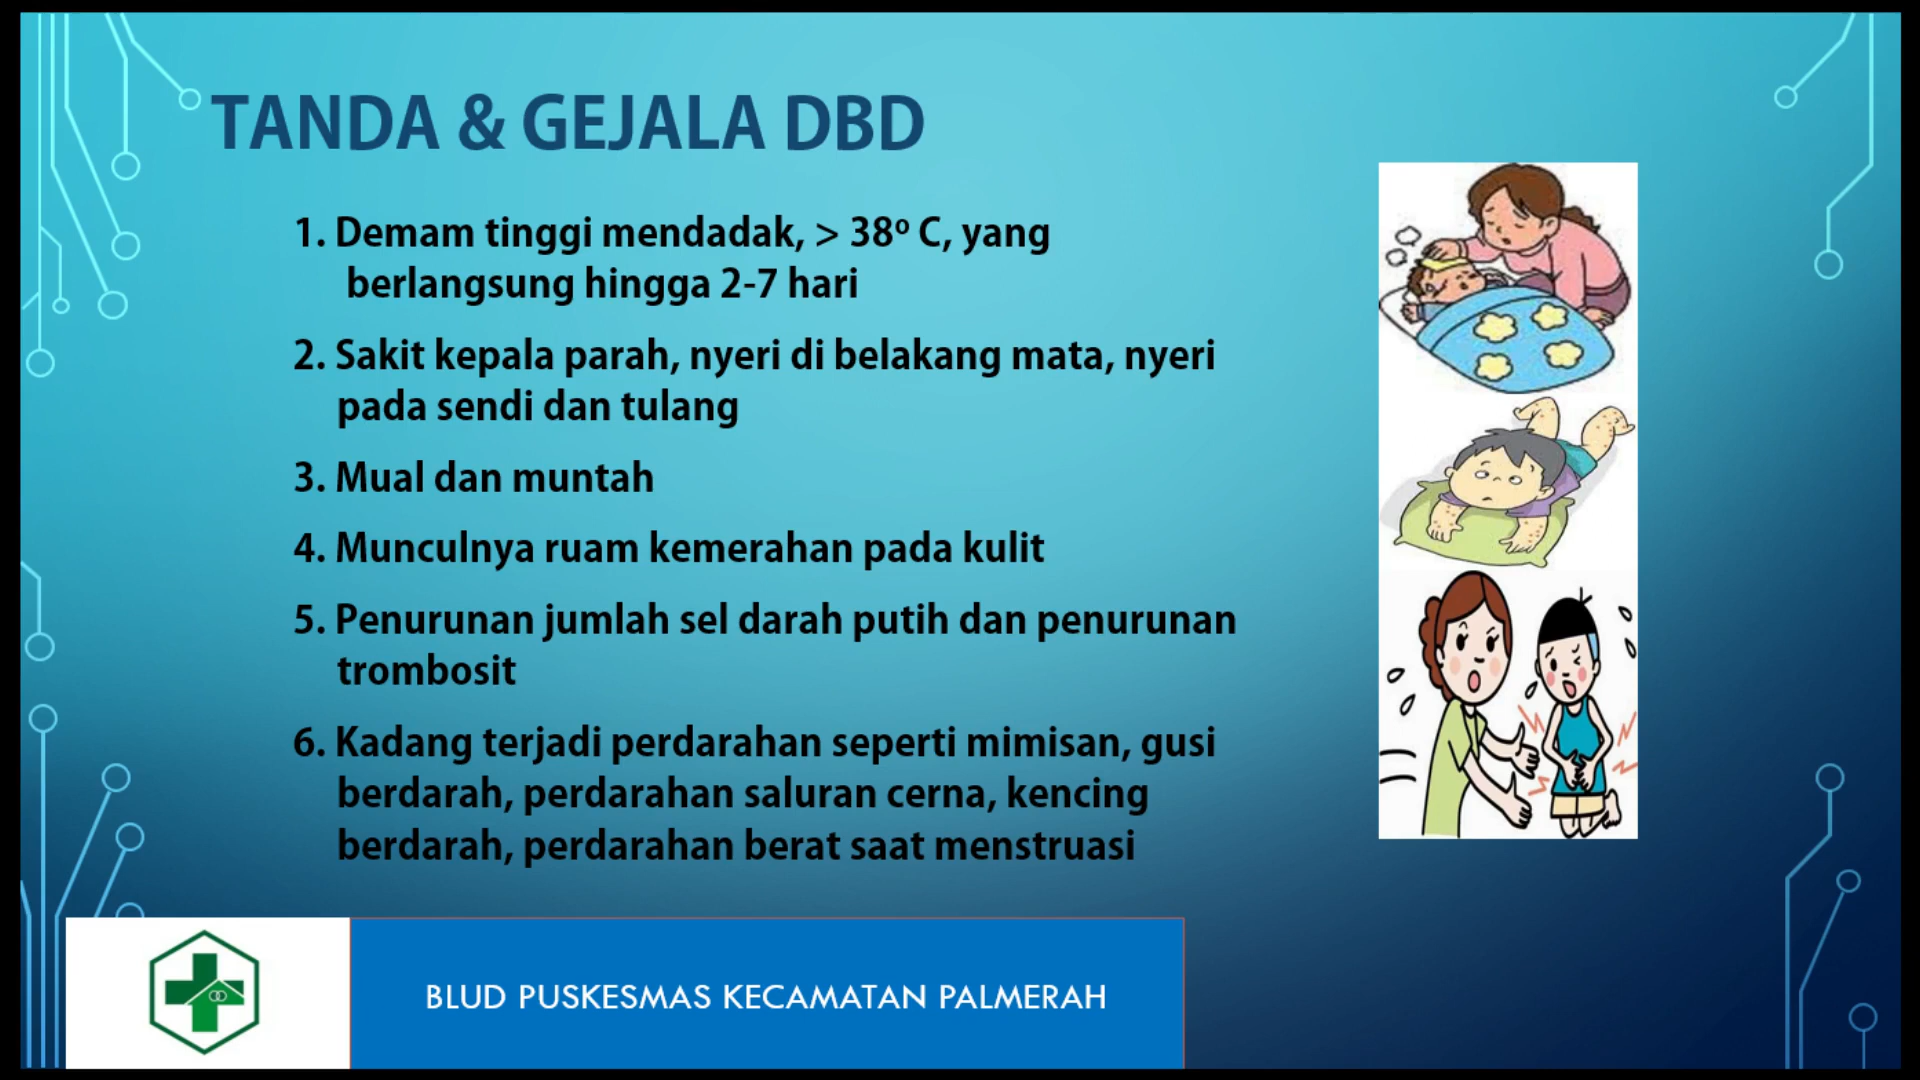 TANDA & GEJALA DBD
1. Demam tinggi mendadak, > 38º C, yang
berlangsung hingga 2-7 hari
2. Sakit kepala parah, nyeri di belakang mata, nyeri
pada sendi dan tulang
3. Mual dan muntah
4. Munculnya ruam kemerahan pada kulit
5. Penurunan jumlah sel darah putih dan penurunan
trombosit
6. Kadang terjadi perdarahan seperti mimisan, gusi
berdarah, perdarahan saluran cerna, kencing
berdarah, perdarahan berat saat menstruasi
BLUD PUSKESMAS KECAMATAN PALMERAH